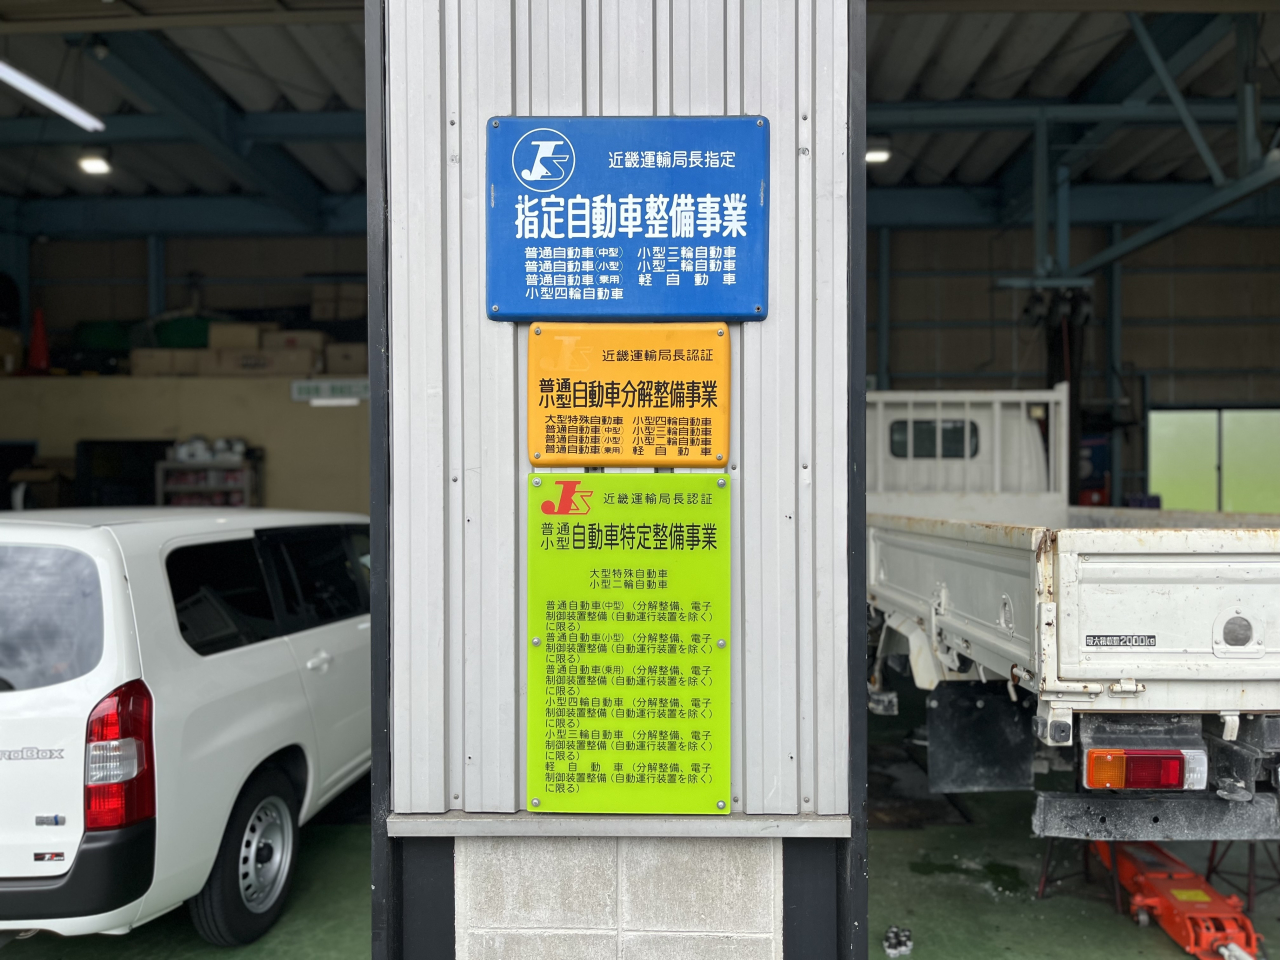 JS
近畿運輸局長指定
指定自動車整備事業
普通自動車(中型) 小型三輪自動車
普通自動車(小型) 小型二輪自動車
普通自動車(乗用) 軽自動車
小型四輪自動車
JS
近畿運輸局長認証
普通
小型
自動車分解整備事業
大型特殊自動車 小型四輪自動車
普通自動車(中型) 小型三輪自動車
普通自動車(小型) 小型二輪自動車
普通自動車(乗用) 軽自動車
JS
近畿運輸局長認証
普通
小型
自動車特定整備事業
大型特殊自動車
小型二輪自動車
普通自動車(中型)(分解整備、電子
制御装置整備(自動運行装置を除く)
に限る)
普通自動車(小型)(分解整備、電子
制御装置整備(自動運行装置を除く)
に限る)
普通自動車(乗用)(分解整備、電子
制御装置整備(自動運行装置を除く)
に限る)
小型四輪自動車(分解整備、電子
制御装置整備(自動運行装置を除く)
に限る)
小型三輪自動車(分解整備、電子
制御装置整備(自動運行装置を除く)
に限る)
軽自動車(分解整備、電子
制御装置整備(自動運行装置を除く)
に限る)
roBox
最大積載量2000kg